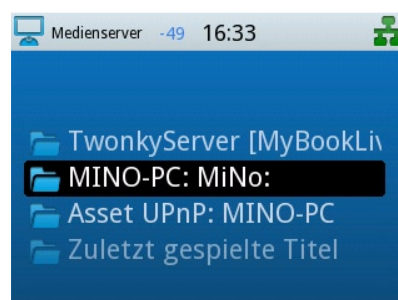 Medienserver -49 16:33
TwonkyServer [MyBookLiv
MINO-PC: MiNo:
Asset UPnP: MINO-PC
Zuletzt gespielte Titel